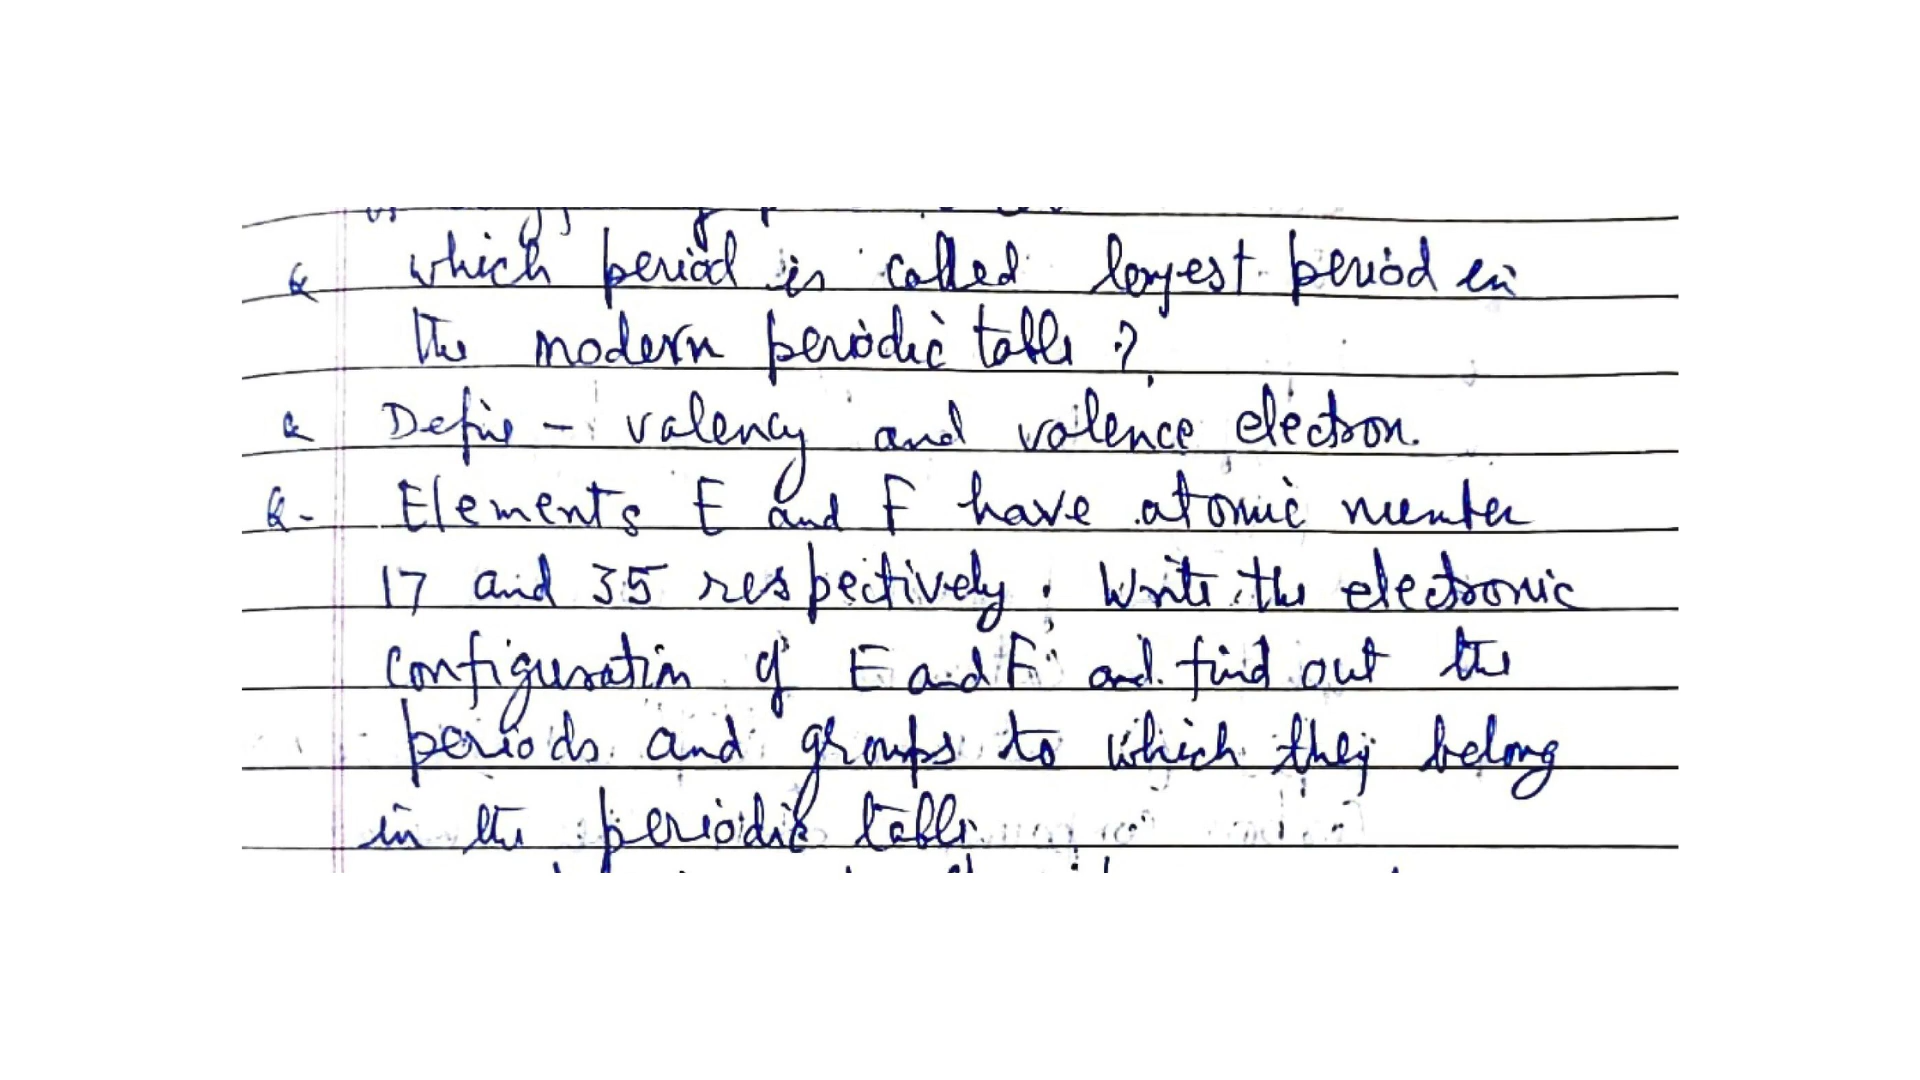 Q which period is called longest period in
the modern periodic table ?
Q Define - valency and valence electron.
Q- Elements E and F have atomic number
17 and 35 respectively. Write the electronic
configuration of E and F and find out the
periods and groups to which they belong
in the periodic table